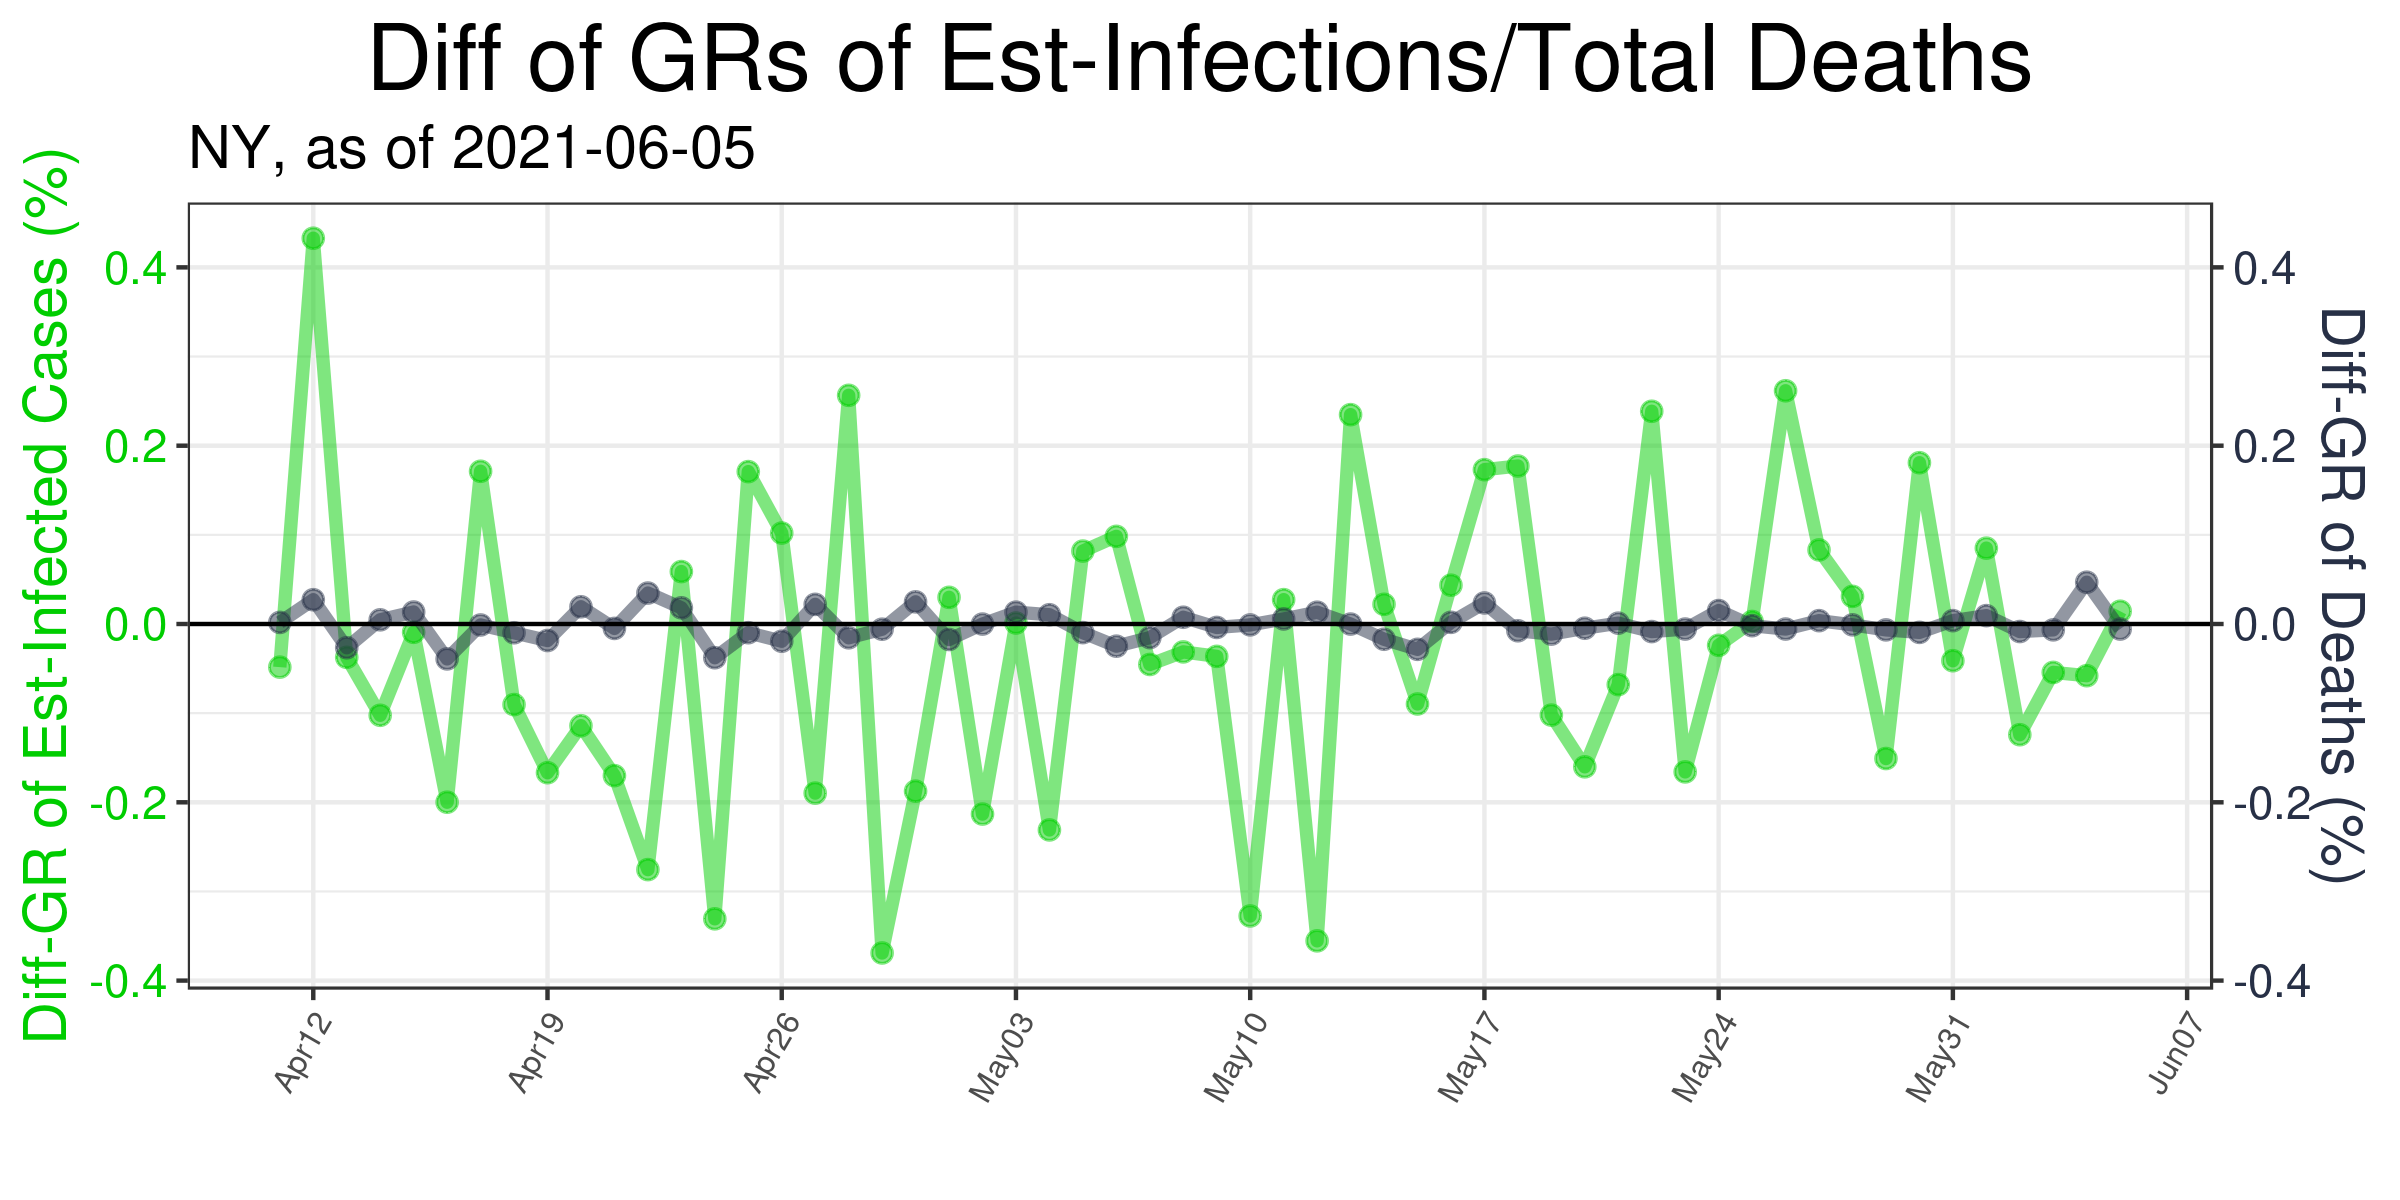 Diff of GRs of Est-Infections/Total Deaths
NY, as of 2021-06-05
Diff-GR of Est-Infected Cases (%)
0.4
0.2
0.0
-0.2
-0.4
0.4
0.2
0.0
-0.2
-0.4
Diff-GR of Deaths (%)
Apr12
Apr19
Apr26
May03
May10
May17
May24
May31
Jun07